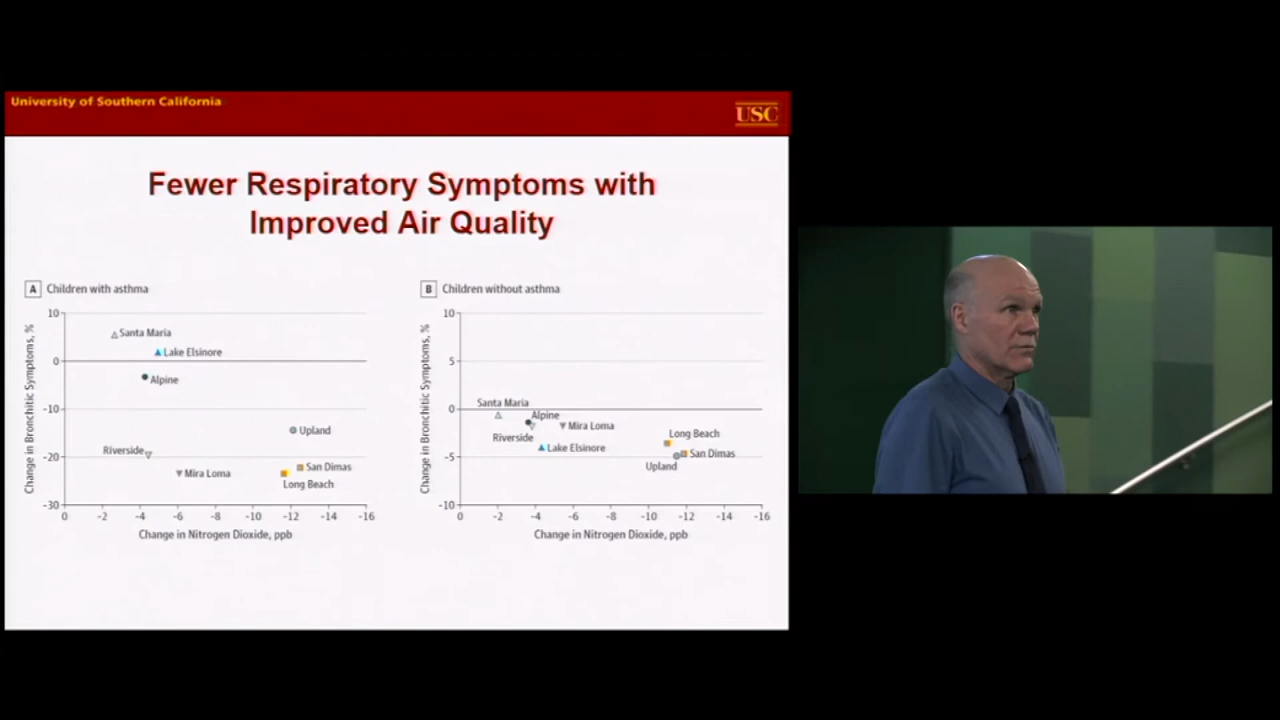 University of Southern California
USC
Fewer Respiratory Symptoms with
Improved Air Quality
A Children with asthma
Change in Bronchitic Symptoms, %
10
0
-10
-20
-30
Santa Maria
Lake Elsinore
Alpine
Upland
Riverside
Mira Loma
San Dimas
Long Beach
0 -2 -4 -6 -8 -10 -12 -14 -16
Change in Nitrogen Dioxide, ppb
B Children without asthma
Change in Bronchitic Symptoms, %
10
5
0
-5
-10
Santa Maria
Alpine
Mira Loma
Riverside
Long Beach
Lake Elsinore
San Dimas
Upland
0 -2 -4 -6 -8 -10 -12 -14 -16
Change in Nitrogen Dioxide, ppb